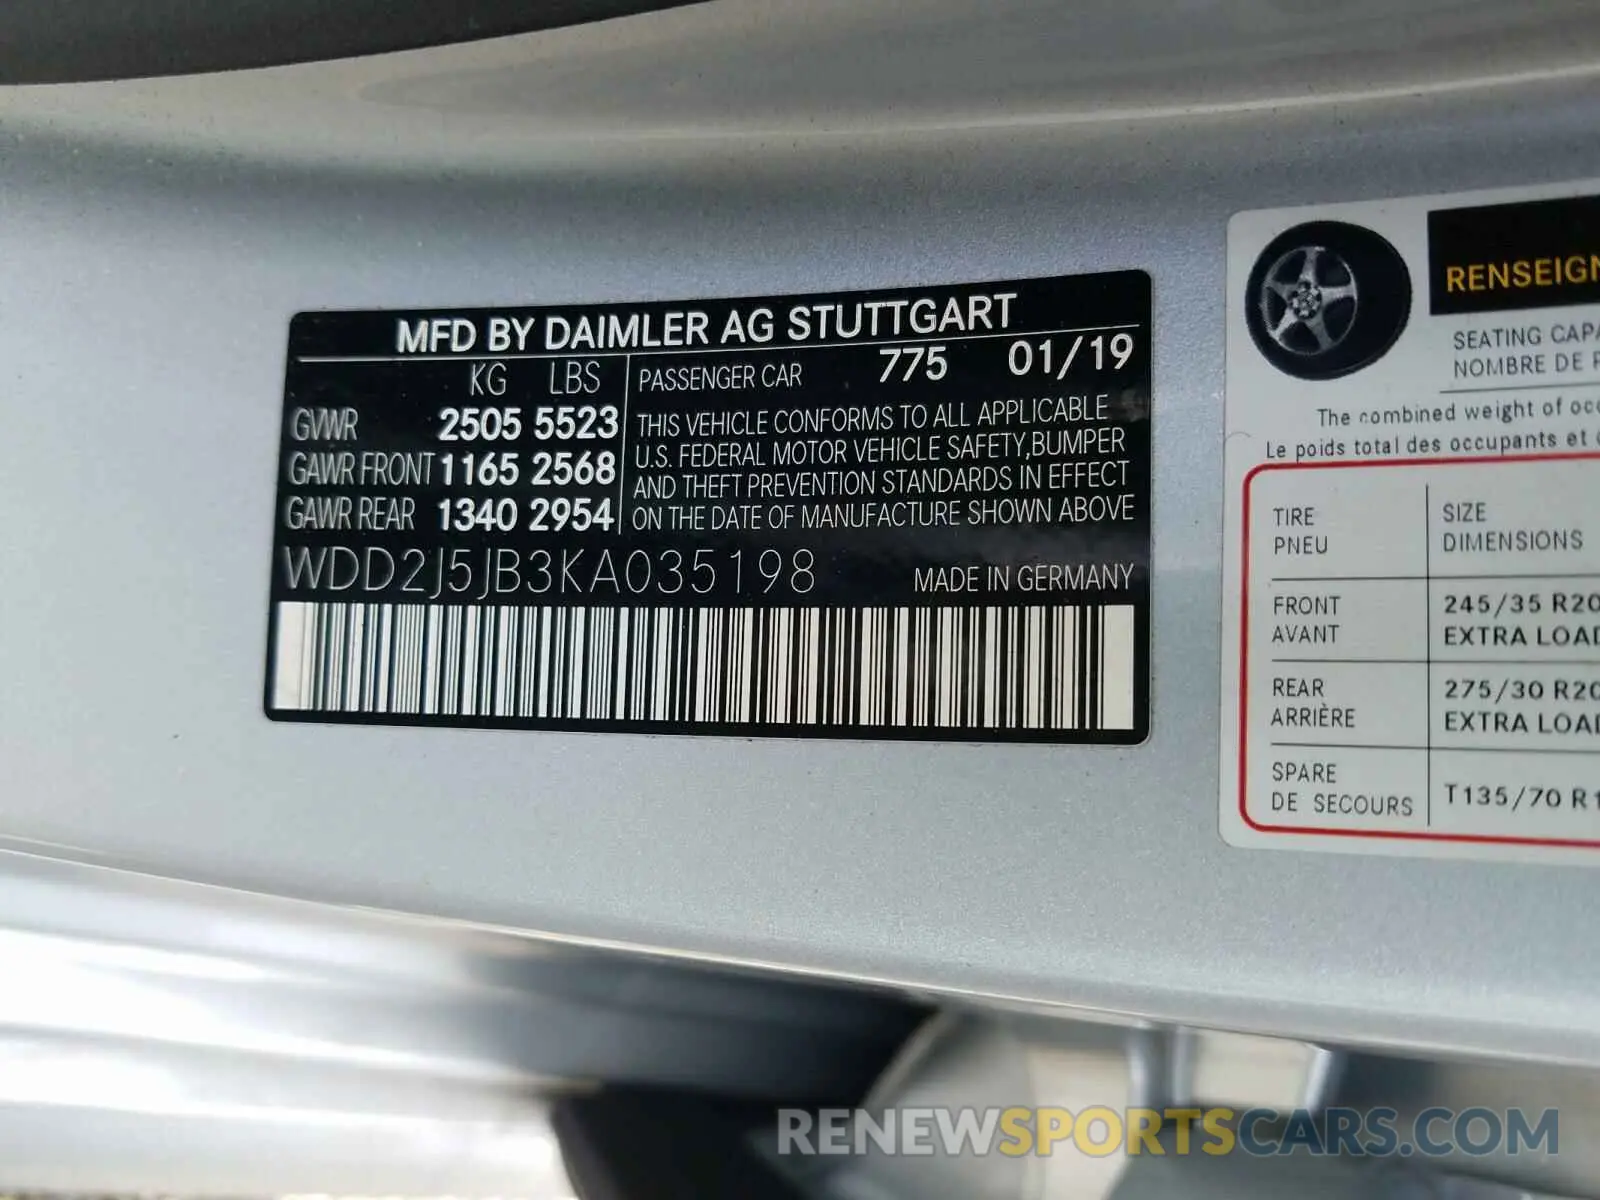 MFD BY DAIMLER AG STUTTGART
KG LBS
PASSENGER CAR 775 01/19
GVWR 2505 5523
GAWR FRONT 1165 2568
GAWR REAR 1340 2954
THIS VEHICLE CONFORMS TO ALL APPLICABLE
U.S. FEDERAL MOTOR VEHICLE SAFETY, BUMPER
AND THEFT PREVENTION STANDARDS IN EFFECT
ON THE DATE OF MANUFACTURE SHOWN ABOVE
WDD2J5JB3KA035198
MADE IN GERMANY
RENSEIGN
SEATING CAPA
NOMBRE DE P
The combined weight of occ
Le poids total des occupants et
TIRE
PNEU
SIZE
DIMENSIONS
FRONT
AVANT
245/35 R20
EXTRA LOAD
REAR
ARRIÈRE
275/30 R20
EXTRA LOAD
SPARE
DE SECOURS
T135/70 R1
RENEWSPORTSCARS.COM